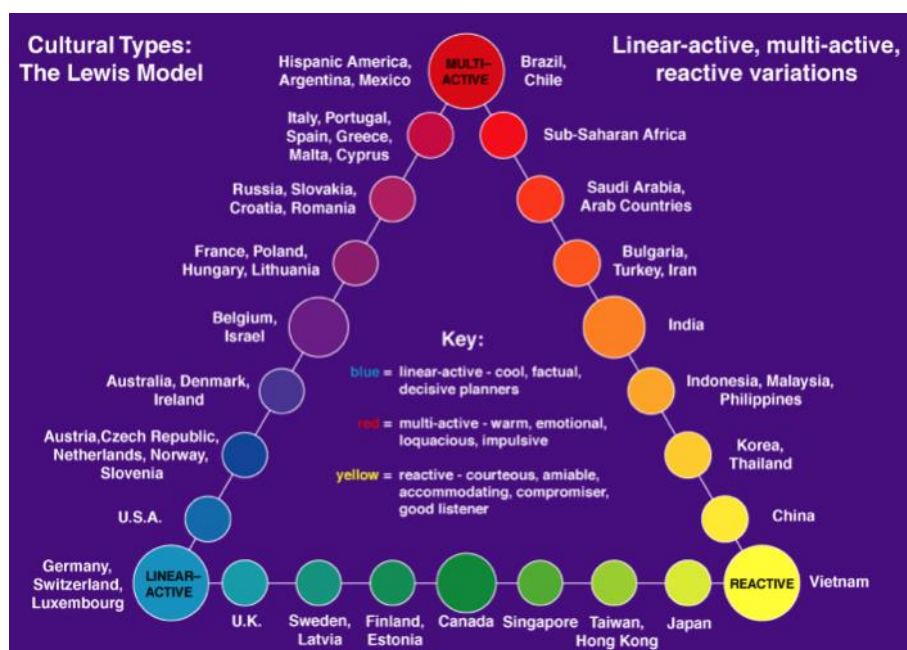 Cultural Types:
The Lewis Model
Linear-active, multi-active,
reactive variations
Hispanic America,
Argentina, Mexico
MULTI-
ACTIVE
Brazil,
Chile
Italy, Portugal,
Spain, Greece,
Malta, Cyprus
Sub-Saharan Africa
Russia, Slovakia,
Croatia, Romania
Saudi Arabia,
Arab Countries
France, Poland,
Hungary, Lithuania
Bulgaria,
Turkey, Iran
Belgium,
Israel
India
Key:
blue = linear-active - cool, factual,
decisive planners
red = multi-active - warm, emotional,
loquacious, impulsive
yellow = reactive - courteous, amiable,
accommodating, compromiser,
good listener
Australia, Denmark,
Ireland
Indonesia, Malaysia,
Philippines
Austria,Czech Republic,
Netherlands, Norway,
Slovenia
Korea,
Thailand
U.S.A.
China
Germany,
Switzerland,
Luxembourg
LINEAR-
ACTIVE
U.K.
Sweden,
Latvia
Finland,
Estonia
Canada
Singapore
Taiwan,
Hong Kong
Japan
REACTIVE
Vietnam